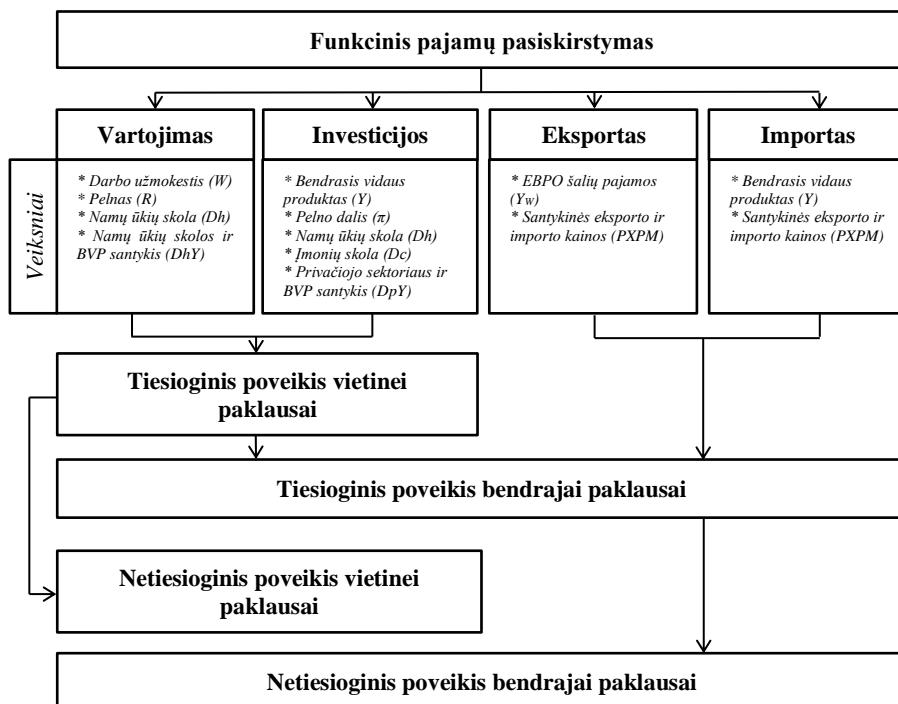 Funkcinis pajamų pasiskirstymas
Vartojimas
Investicijos
Eksportas
Importas
Veiksniai
* Darbo užmokestis (W)
* Pelnas (R)
* Namų ūkių skola (Dh)
* Namų ūkių skolos ir
BVP santykis (DhY)
* Bendrasis vidaus
produktas (Y)
* Pelno dalis (π)
* Namų ūkių skola (Dh)
* Įmonių skola (Dc)
* Privačiojo sektoriaus ir
BVP santykis (DpY)
* EBPO šalių pajamos
(Yw)
* Santykinės eksporto ir
importo kainos (PXPM)
* Bendrasis vidaus
produktas (Y)
* Santykinės eksporto ir
importo kainos (PXPM)
Tiesioginis poveikis vietinei
paklausai
Tiesioginis poveikis bendrajai paklausai
Netiesioginis poveikis vietinei
paklausai
Netiesioginis poveikis bendrajai paklausai